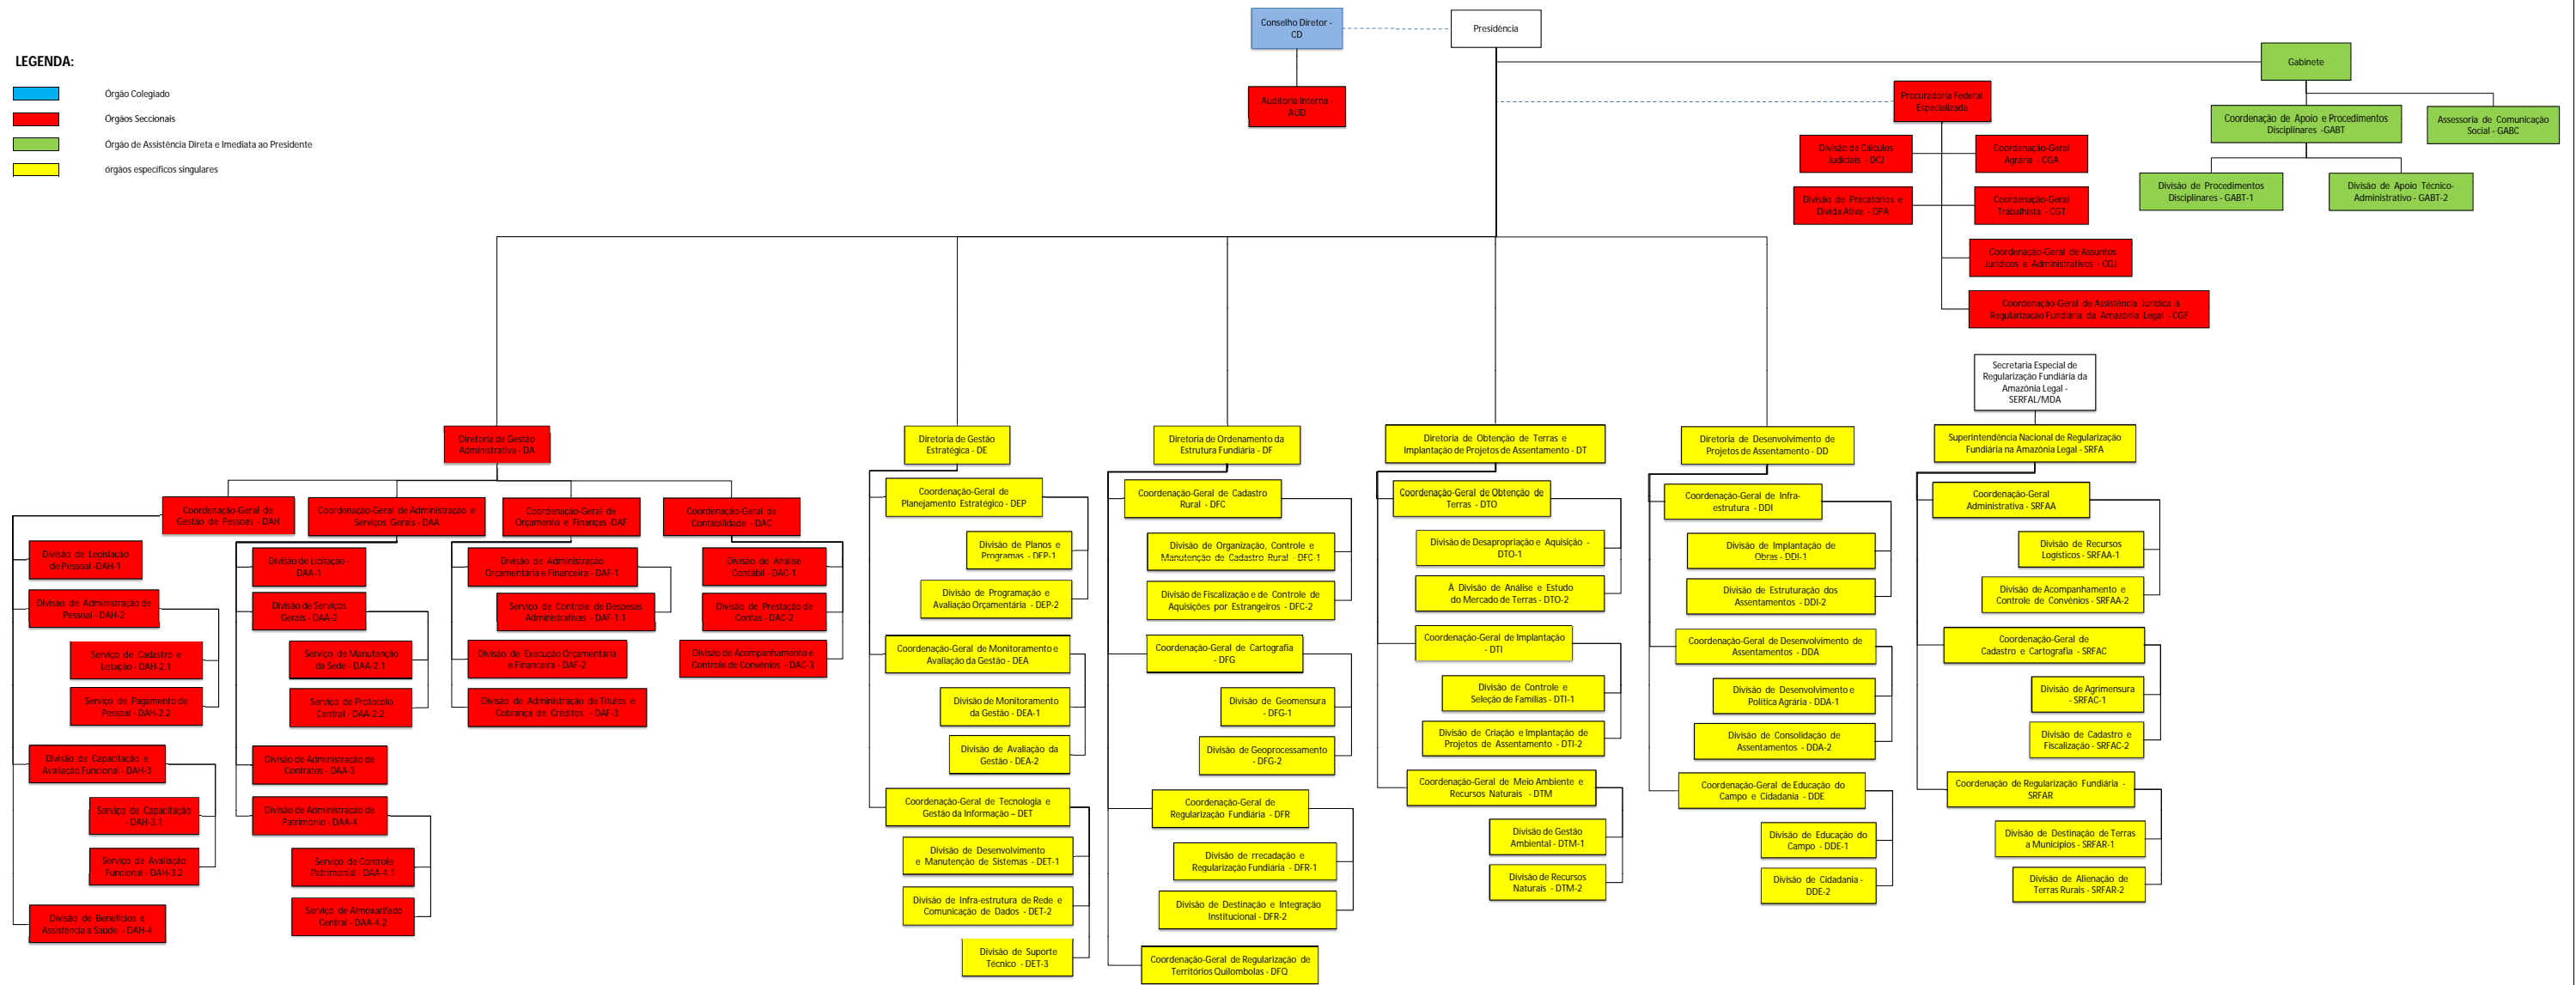 Conselho Diretor -
CD
Presidência
LEGENDA:
Órgão Colegiado
Órgãos Seccionais
Órgão de Assistência Direta e Imediata ao Presidente
órgãos específicos singulares
Auditoria Interna -
AUD
Gabinete
Procuradoria Federal
Especializada
Coordenação de Apoio e Procedimentos
Disciplinares -GABT
Assessoria de Comunicação
Social - GABC
Divisão de Cálculos
Judiciais - DCJ
Coordenação-Geral
Agrária - CGA
Divisão de Procedimentos
Disciplinares - GABT-1
Divisão de Apoio Técnico-
Administrativo - GABT-2
Divisão de Precatórios e
Dívida Ativa - DPA
Coordenação-Geral
Trabalhista - CGT
Coordenação-Geral de Assuntos
Jurídicos e Administrativos - CGJ
Coordenação-Geral de Assistência Jurídica à
Regularização Fundiária da Amazônia Legal - CGF
Secretaria Especial de
Regularização Fundiária da
Amazônia Legal -
SERFAL/MDA
Diretoria de Gestão
Administrativa - DA
Coordenação-Geral de
Gestão de Pessoas - DAH
Divisão de Legislação
de Pessoal -DAH-1
Divisão de Administração de
Pessoal - DAH-2
Serviço de Cadastro e
Lotação - DAH-2.1
Serviço de Pagamento de
Pessoal - DAH-2.2
Divisão de Capacitação e
Avaliação Funcional - DAH-3
Serviço de Capacitação
- DAH-3.1
Serviço de Avaliação
Funcional - DAH-3.2
Divisão de Benefícios e
Assistência à Saúde - DAH-4
Coordenação-Geral de Administração e
Serviços Gerais - DAA
Divisão de Licitação -
DAA-1
Divisão de Serviços
Gerais - DAA-2
Serviço de Manutenção
da Sede - DAA-2.1
Serviço de Protocolo
Central - DAA-2.2
Divisão de Administração de
Contratos - DAA-3
Divisão de Administração de
Patrimônio - DAA-4
Serviço de Controle
Patrimonial - DAA-4.1
Serviço de Almoxarifado
Central - DAA-4.2
Coordenação-Geral de
Orçamento e Finanças -DAF
Divisão de Administração
Orçamentária e Financeira - DAF-1
Serviço de Controle de Despesas
Administrativas - DAF-1.1
Divisão de Execução Orçamentária
e Financeira - DAF-2
Divisão de Administração de Títulos e
Cobrança de Créditos - DAF-3
Coordenação-Geral de
Contabilidade - DAC
Divisão de Análise
Contábil - DAC-1
Divisão de Prestação de
Contas - DAC-2
Divisão de Acompanhamento e
Controle de Convênios - DAC-3
Diretoria de Gestão
Estratégica - DE
Coordenação-Geral de
Planejamento Estratégico - DEP
Divisão de Planos e
Programas - DEP-1
Divisão de Programação e
Avaliação Orçamentária - DEP-2
Coordenação-Geral de Monitoramento e
Avaliação da Gestão - DEA
Divisão de Monitoramento
da Gestão - DEA-1
Divisão de Avaliação da
Gestão - DEA-2
Coordenação-Geral de Tecnologia e
Gestão da Informação – DET
Divisão de Desenvolvimento
e Manutenção de Sistemas - DET-1
Divisão de Infra-estrutura de Rede e
Comunicação de Dados - DET-2
Divisão de Suporte
Técnico - DET-3
Diretoria de Ordenamento da
Estrutura Fundiária - DF
Coordenação-Geral de Cadastro
Rural - DFC
Divisão de Organização, Controle e
Manutenção de Cadastro Rural - DFC-1
Divisão de Fiscalização e de Controle de
Aquisições por Estrangeiros - DFC-2
Coordenação-Geral de Cartografia
- DFG
Divisão de Geomensura
- DFG-1
Divisão de Geoprocessamento
- DFG-2
Coordenação-Geral de
Regularização Fundiária - DFR
Divisão de rrecadação e
Regularização Fundiária - DFR-1
Divisão de Destinação e Integração
Institucional - DFR-2
Coordenação-Geral de Regularização de
Territórios Quilombolas - DFQ
Diretoria de Obtenção de Terras e
Implantação de Projetos de Assentamento - DT
Coordenação-Geral de Obtenção de
Terras - DTO
Divisão de Desapropriação e Aquisição -
DTO-1
À Divisão de Análise e Estudo
do Mercado de Terras - DTO-2
Coordenação-Geral de Implantação
- DTI
Divisão de Controle e
Seleção de Famílias - DTI-1
Divisão de Criação e Implantação de
Projetos de Assentamento - DTI-2
Coordenação-Geral de Meio Ambiente e
Recursos Naturais - DTM
Divisão de Gestão
Ambiental - DTM-1
Divisão de Recursos
Naturais - DTM-2
Diretoria de Desenvolvimento de
Projetos de Assentamento - DD
Coordenação-Geral de Infra-
estrutura - DDI
Divisão de Implantação de
Obras - DDI-1
Divisão de Estruturação dos
Assentamentos - DDI-2
Coordenação-Geral de Desenvolvimento de
Assentamentos - DDA
Divisão de Desenvolvimento e
Política Agrária - DDA-1
Divisão de Consolidação de
Assentamentos - DDA-2
Coordenação-Geral de Educação do
Campo e Cidadania - DDE
Divisão de Educação do
Campo - DDE-1
Divisão de Cidadania -
DDE-2
Superintendência Nacional de Regularização
Fundiária na Amazônia Legal - SRFA
Coordenação-Geral
Administrativa - SRFAA
Divisão de Recursos
Logísticos - SRFAA-1
Divisão de Acompanhamento e
Controle de Convênios - SRFAA-2
Coordenação-Geral de
Cadastro e Cartografia - SRFAC
Divisão de Agrimensura
- SRFAC-1
Divisão de Cadastro e
Fiscalização - SRFAC-2
Coordenação de Regularização Fundiária -
SRFAR
Divisão de Destinação de Terras
a Municípios - SRFAR-1
Divisão de Alienação de
Terras Rurais - SRFAR-2